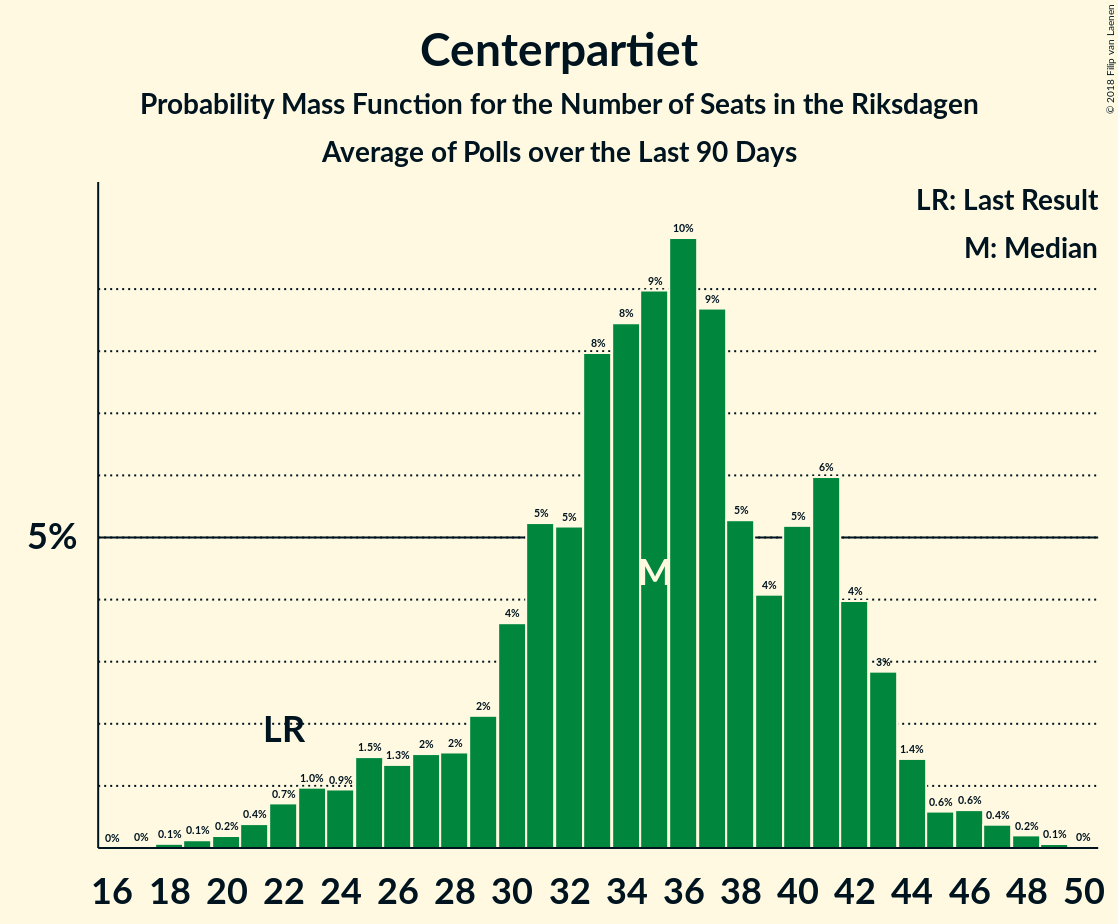 Centerpartiet
Probability Mass Function for the Number of Seats in the Riksdagen
Average of Polls over the Last 90 Days
© 2018 Filip van Laenen
LR: Last Result
M: Median
5%
LR
M
0% 0% 0.1% 0.1% 0.2% 0.4% 0.7% 1.0% 0.9% 1.5% 1.3% 2% 2% 2% 4% 5% 5% 8% 8% 9% 10% 9% 5% 4% 5% 6% 4% 3% 1.4% 0.6% 0.6% 0.4% 0.2% 0.1% 0%
16 18 20 22 24 26 28 30 32 34 36 38 40 42 44 46 48 50